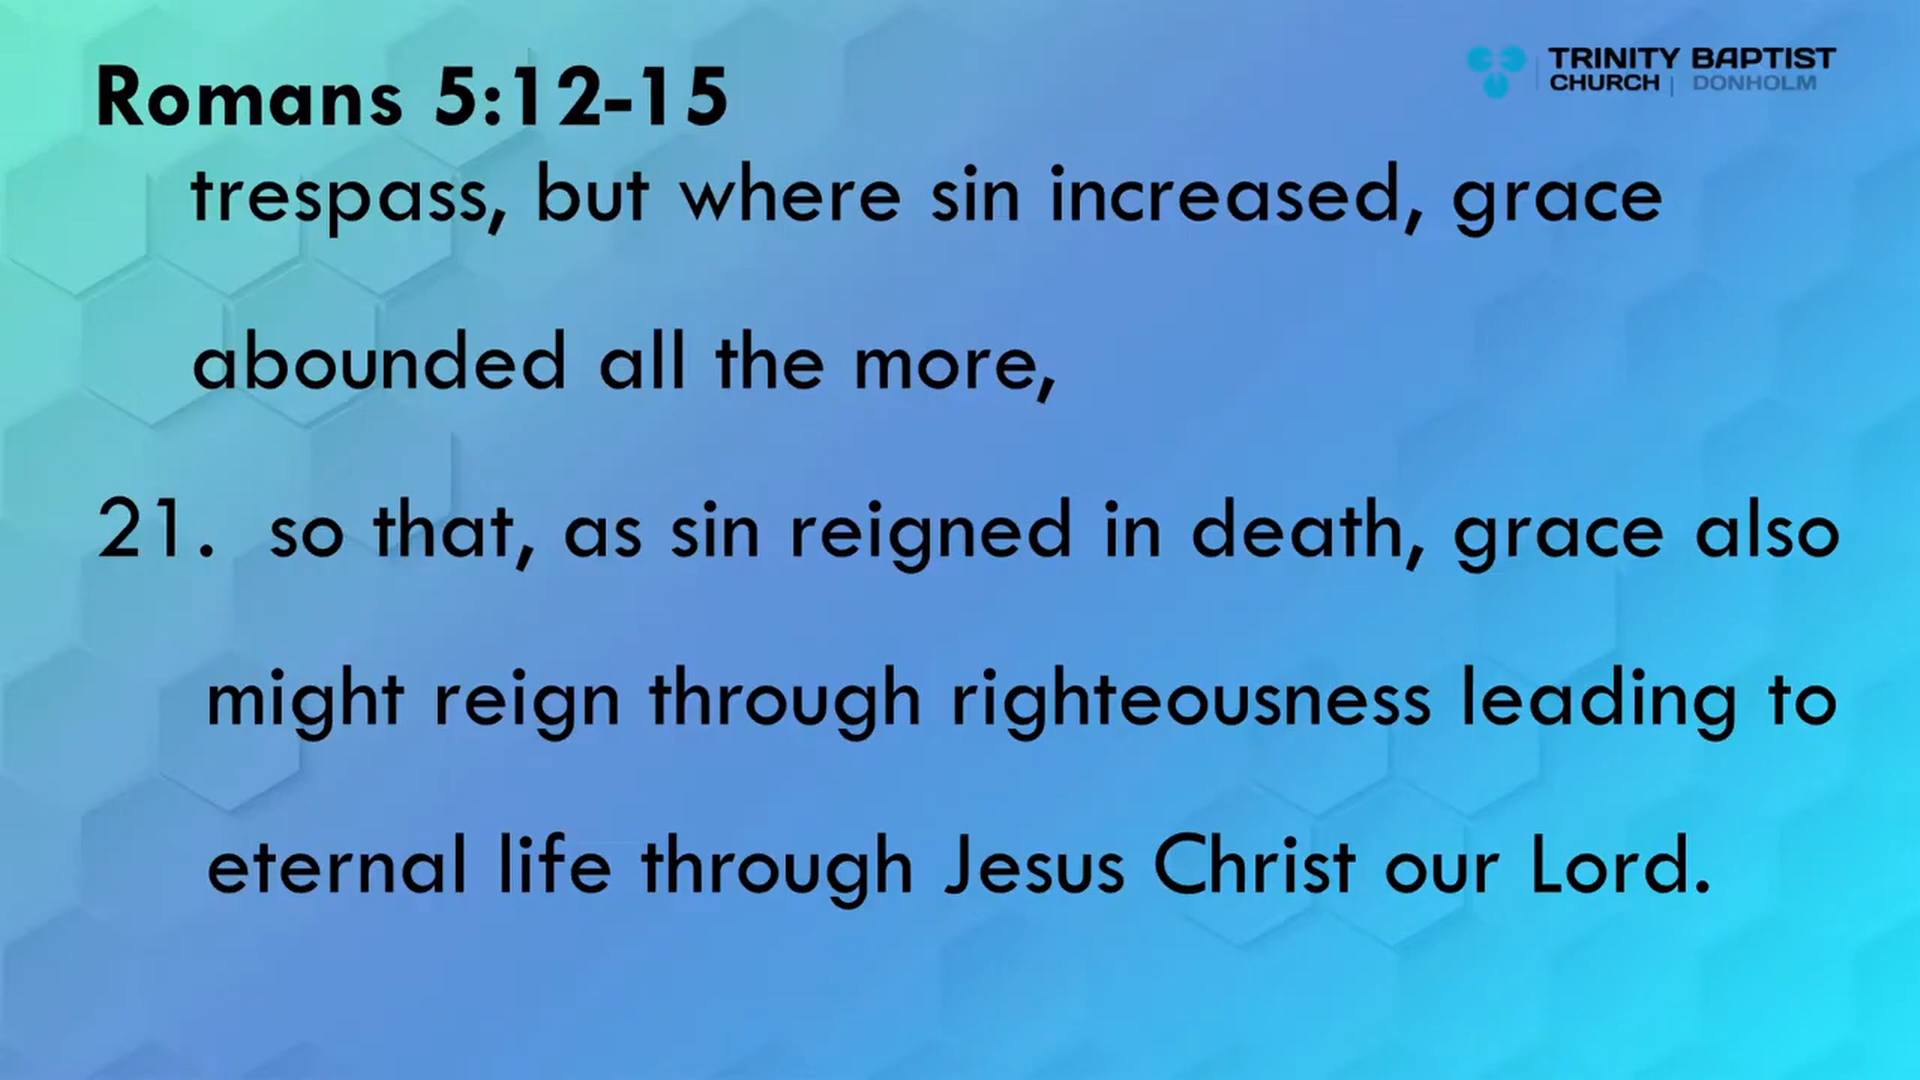 Romans 5:12-15
TRINITY BAPTIST
CHURCH | DONHOLM
trespass, but where sin increased, grace
abounded all the more,
21. so that, as sin reigned in death, grace also
might reign through righteousness leading to
eternal life through Jesus Christ our Lord.